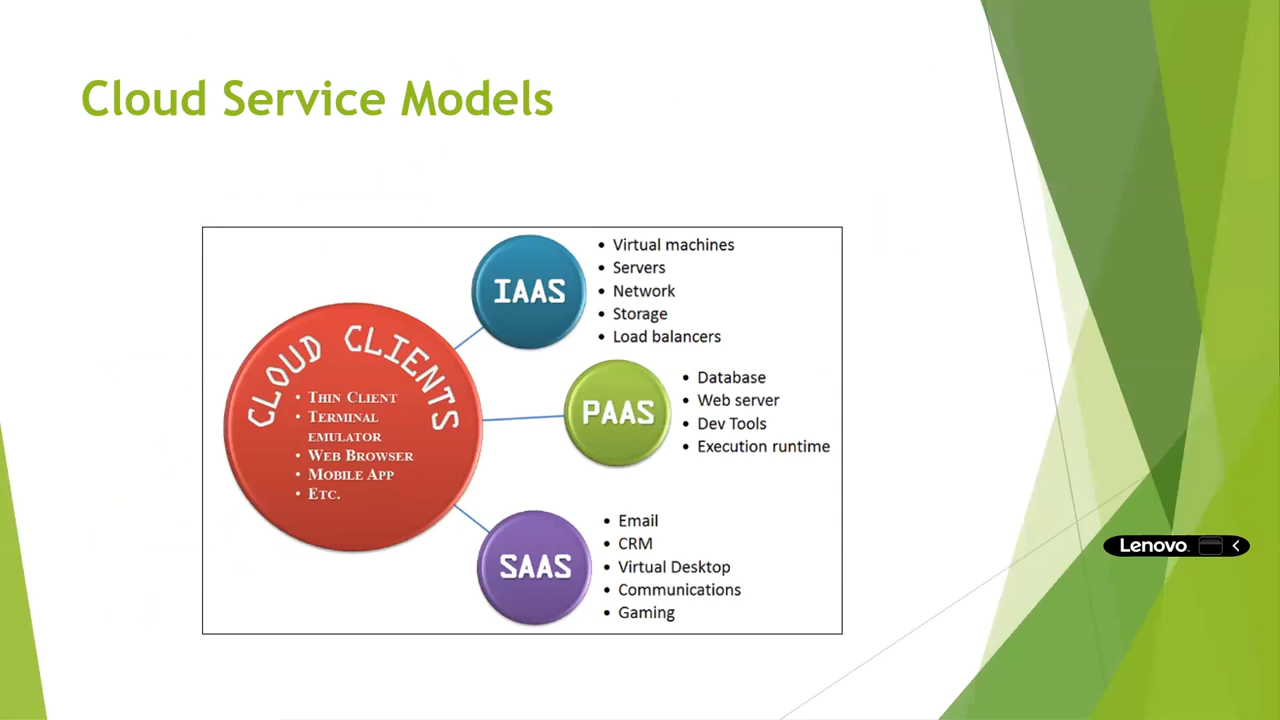 Cloud Service Models
CLOUD CLIENTS
• THIN CLIENT
• TERMINAL
EMULATOR
• WEB BROWSER
• MOBILE APP
• ETC.
IAAS
• Virtual machines
• Servers
• Network
• Storage
• Load balancers
PAAS
• Database
• Web server
• Dev Tools
• Execution runtime
SAAS
• Email
• CRM
• Virtual Desktop
• Communications
• Gaming
Lenovo